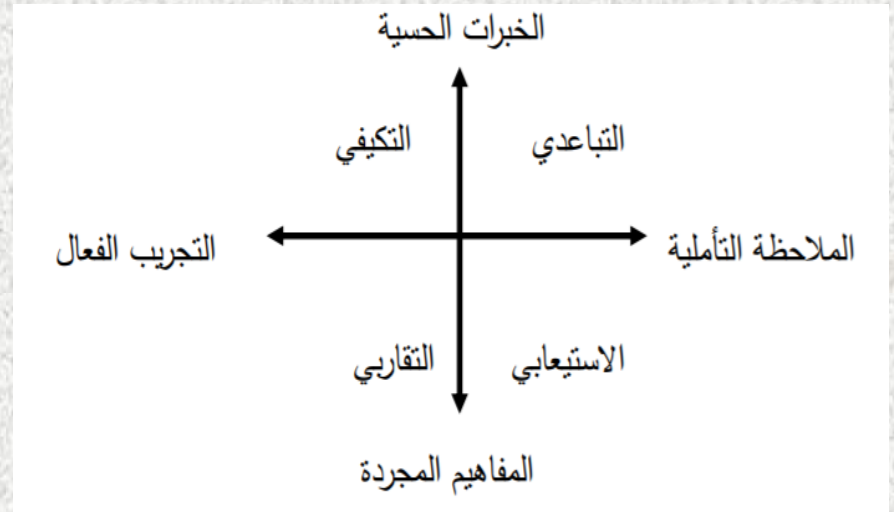 الخبرات الحسية
التباعدي
التكيفي
الملاحظة التأملية
التجريب الفعال
الاستيعابي
التقاربي
المفاهيم المجردة